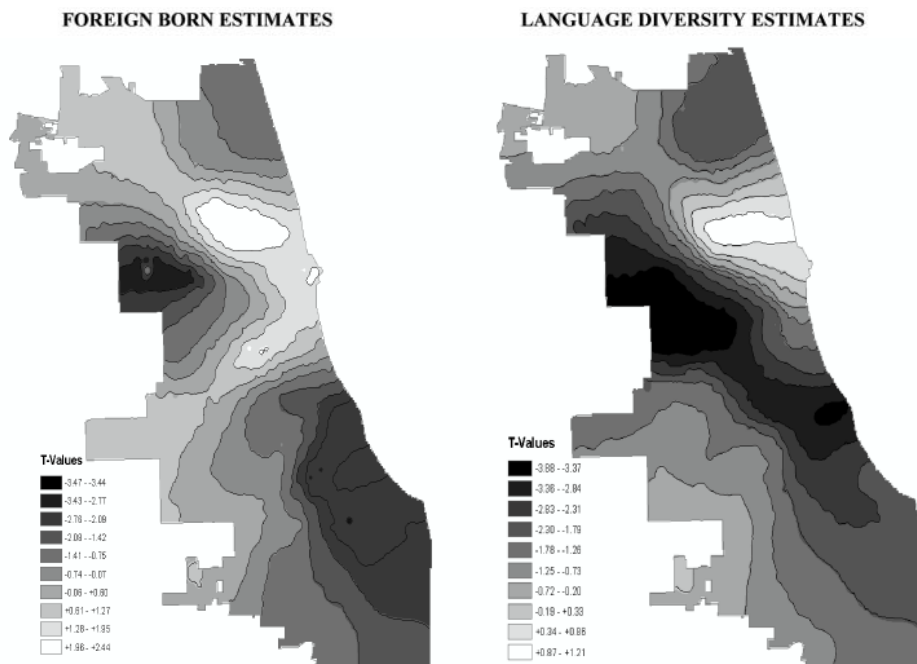 FOREIGN BORN ESTIMATES
LANGUAGE DIVERSITY ESTIMATES
T-Values
-3.47 - -3.44
-3.43 - -2.77
-2.76 - -2.09
-2.08 - -1.42
-1.41 - -0.75
-0.74 - -0.07
-0.06 - +0.60
+0.61 - +1.27
+1.28 - +1.95
+1.96 - +2.44
T-Values
-3.88 - -3.37
-3.36 - -2.84
-2.83 - -2.31
-2.30 - -1.79
-1.78 - -1.26
-1.25 - -0.73
-0.72 - -0.20
-0.19 - +0.33
+0.34 - +0.86
+0.87 - +1.21